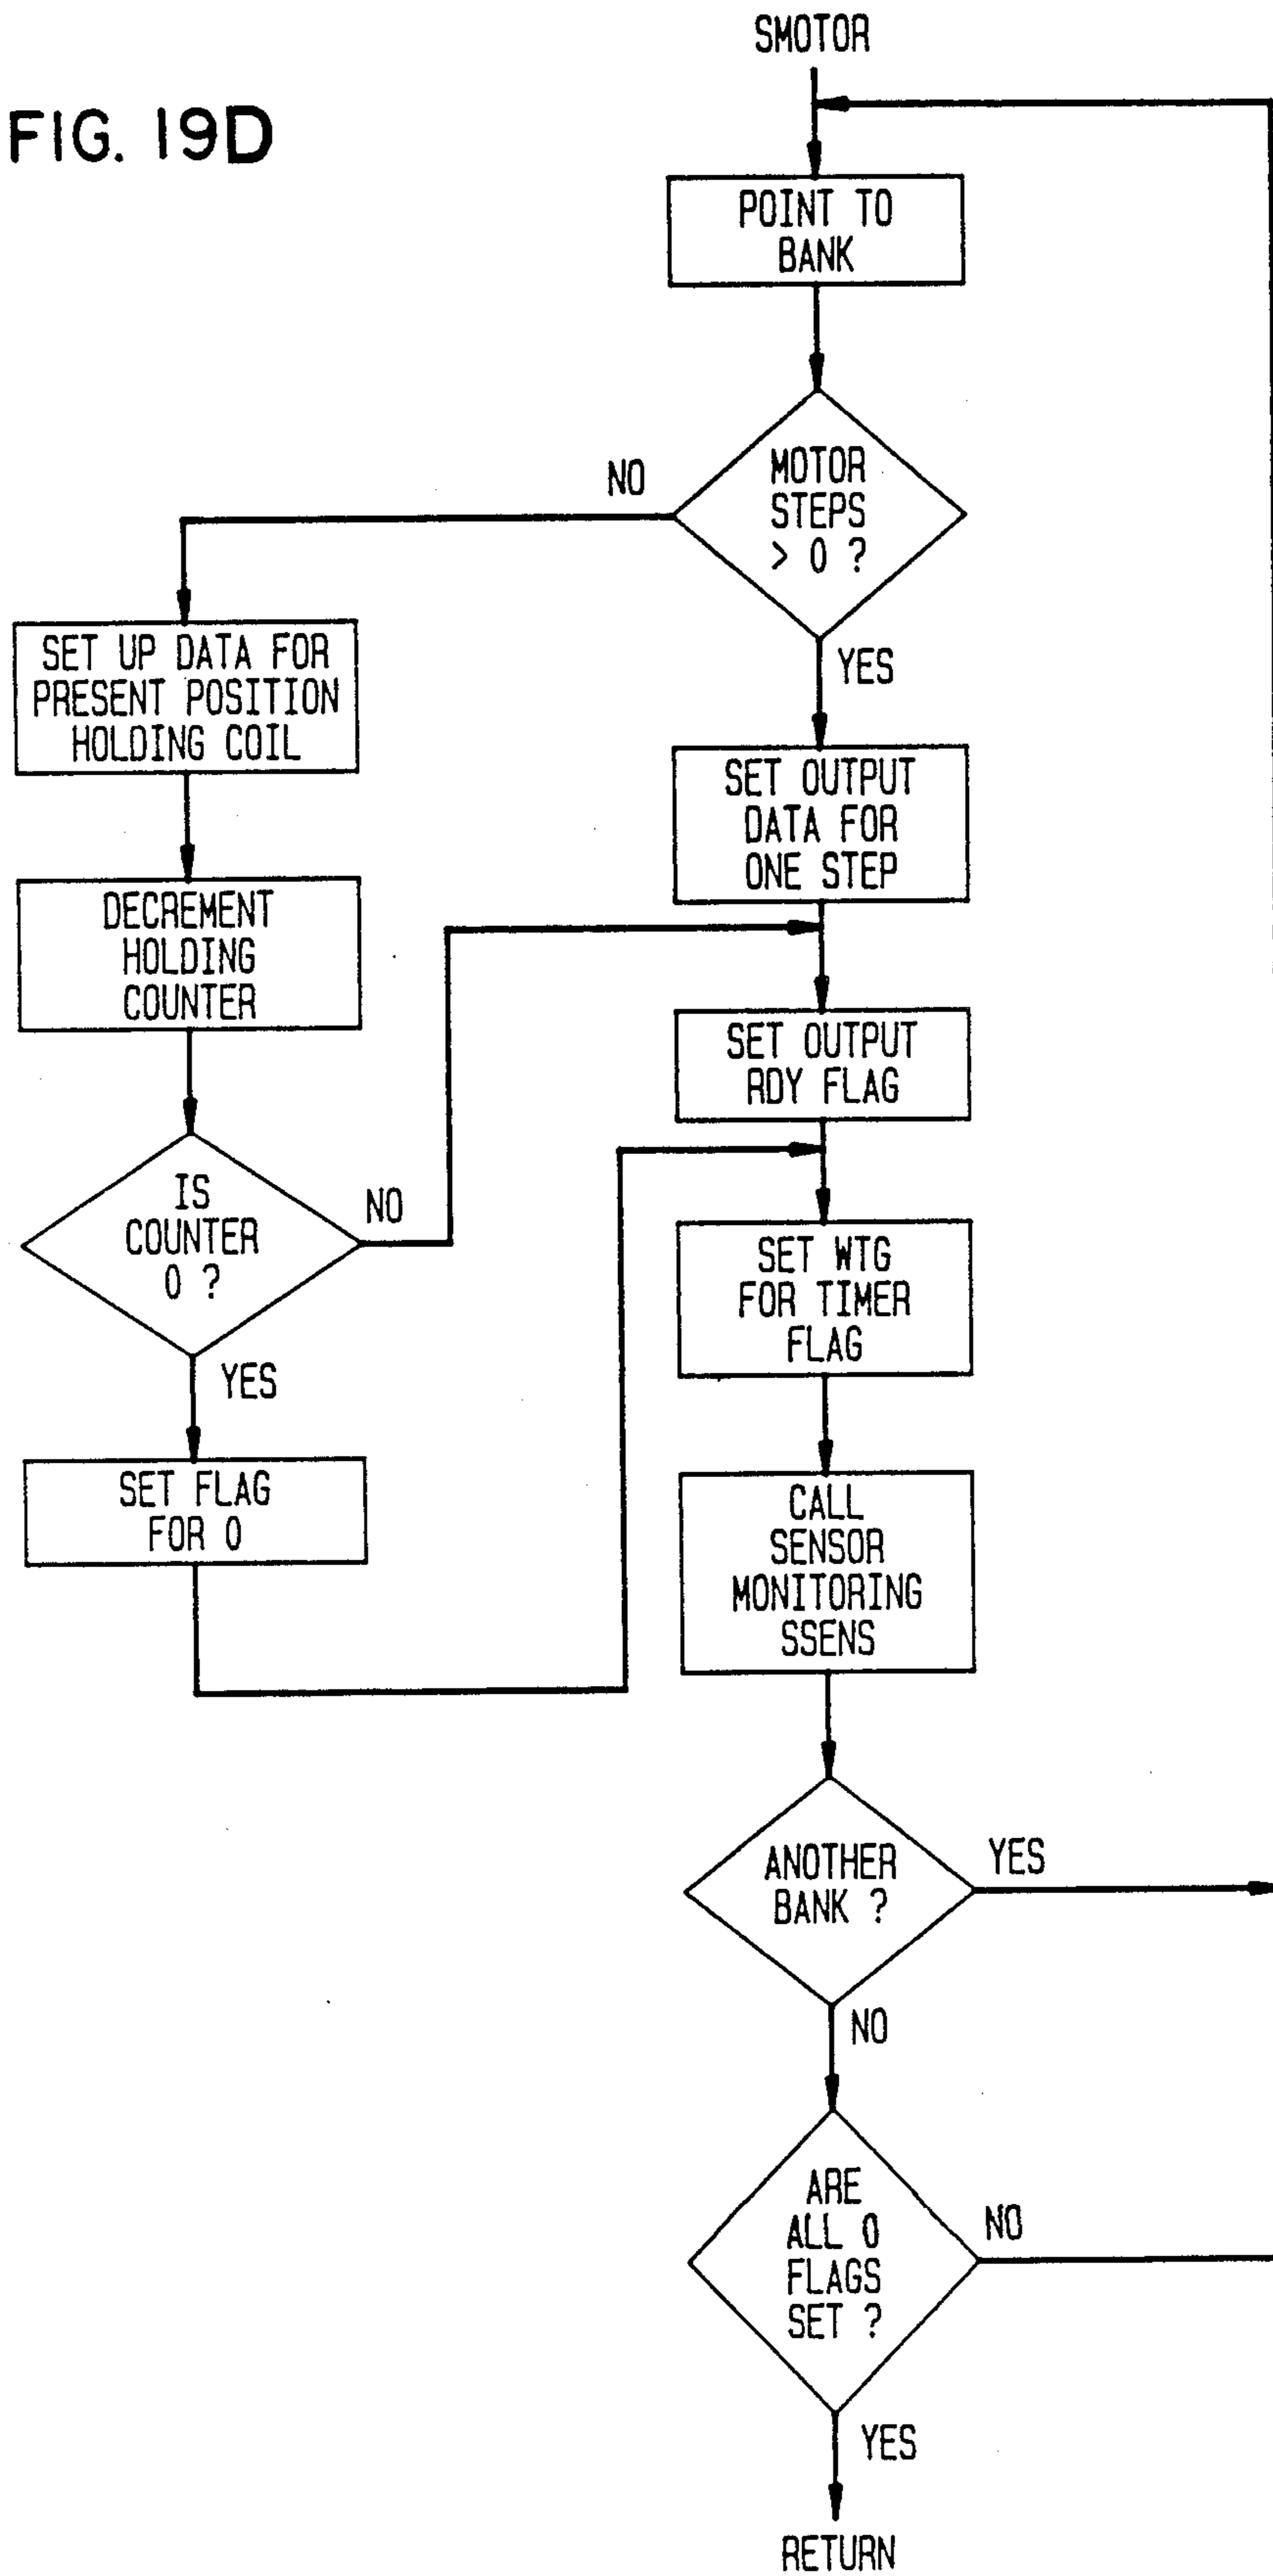 FIG. 19D
SMOTOR
POINT TO
BANK
MOTOR
STEPS
> 0 ?
NO
YES
SET UP DATA FOR
PRESENT POSITION
HOLDING COIL
SET OUTPUT
DATA FOR
ONE STEP
DECREMENT
HOLDING
COUNTER
SET OUTPUT
RDY FLAG
IS
COUNTER
0 ?
NO
YES
SET WTG
FOR TIMER
FLAG
SET FLAG
FOR 0
CALL
SENSOR
MONITORING
SSENS
ANOTHER
BANK ?
YES
NO
ARE
ALL 0
FLAGS
SET ?
NO
YES
RETURN